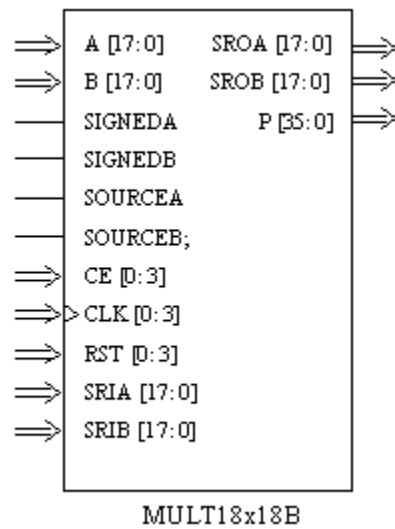 A [17:0] SROA [17:0]
B [17:0] SROB [17:0]
SIGNEDA P [35:0]
SIGNEDB
SOURCEA
SOURCEB;
CE [0:3]
CLK [0:3]
RST [0:3]
SRIA [17:0]
SRIB [17:0]
MULT18x18B